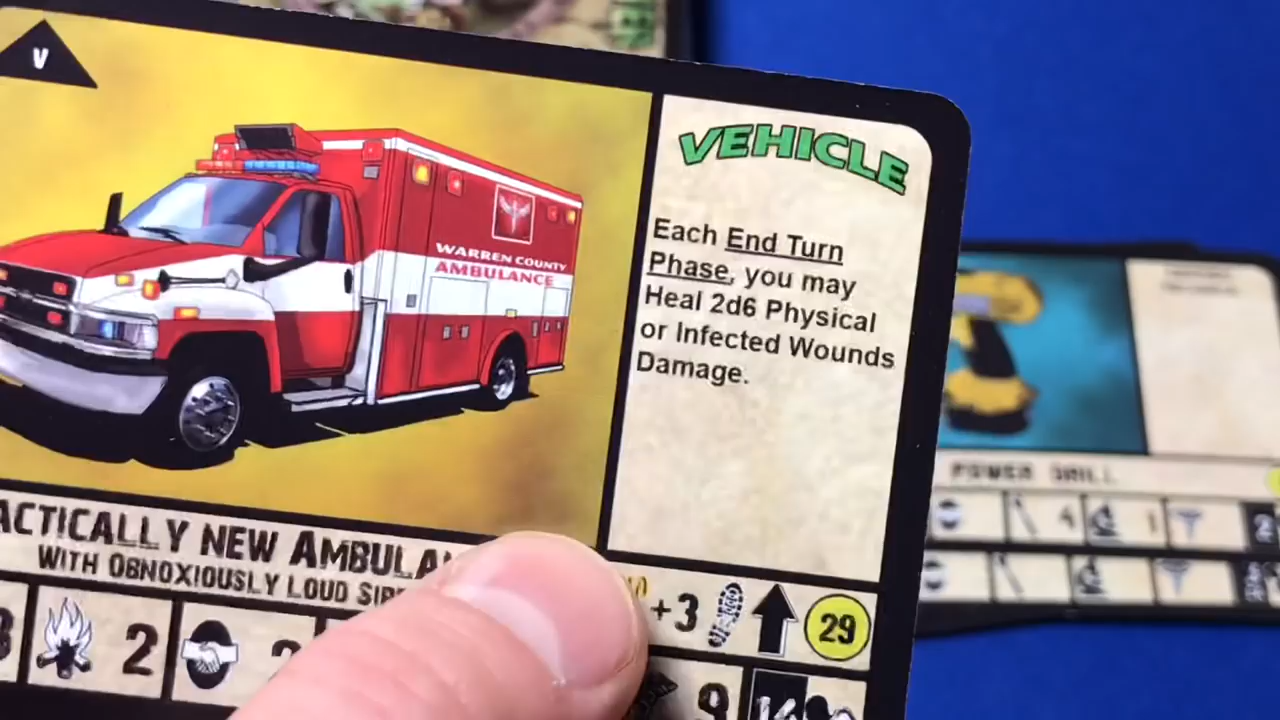 V
VEHICLE
Each End Turn
Phase, you may
Heal 2d6 Physical
or Infected Wounds
Damage.
WARREN COUNTY
AMBULANCE
ACTICALLY NEW AMBULA
WITH OBNOXIOUSLY LOUD SIR
+3 29
2
9
POWER DRILL
4 1 2